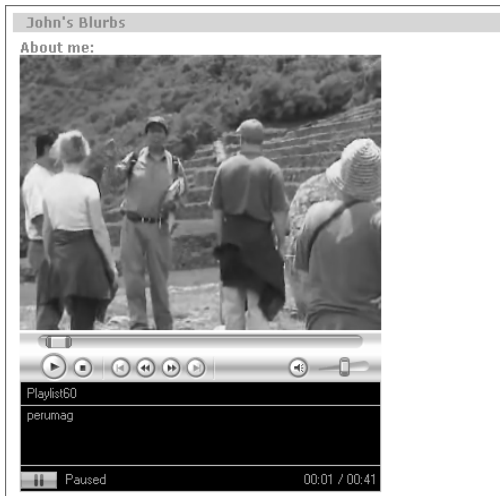 John's Blurbs
About me:
Playlist60
perumag
Paused 00:01 / 00:41